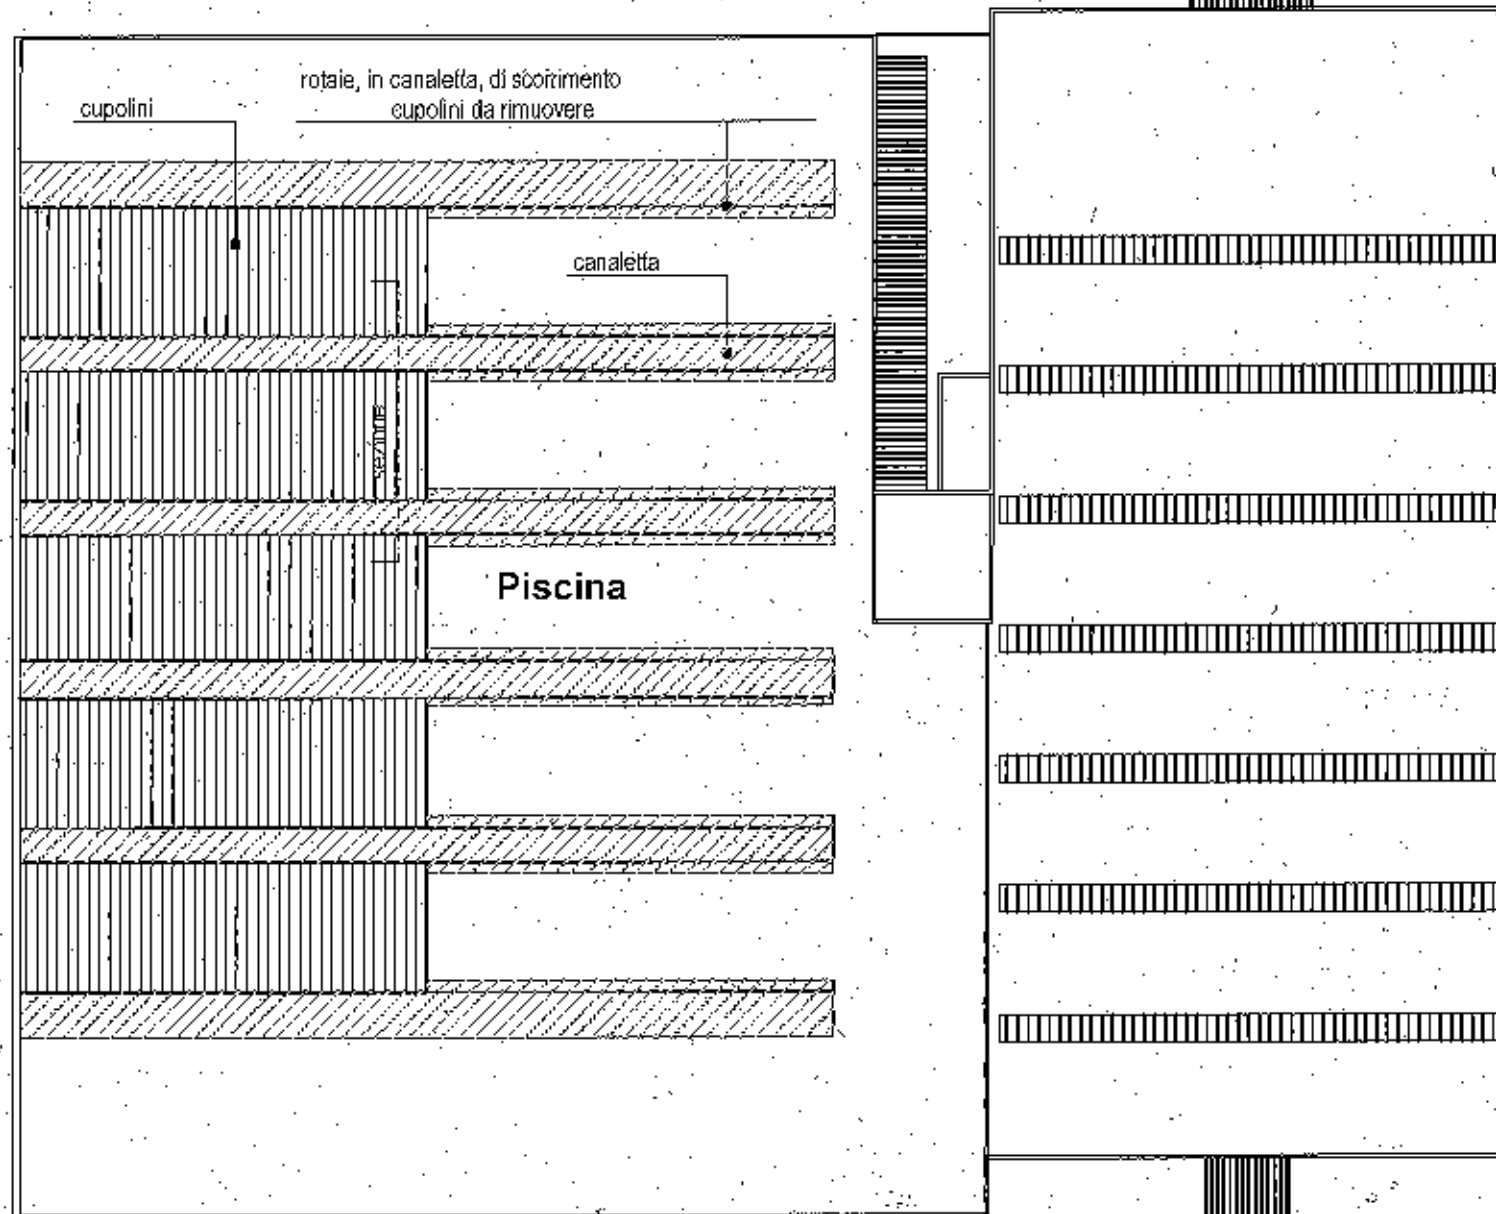 rotaie, in canaletta, di scorrimento
cupolini da rimuovere
cupolini
canaletta
Piscina